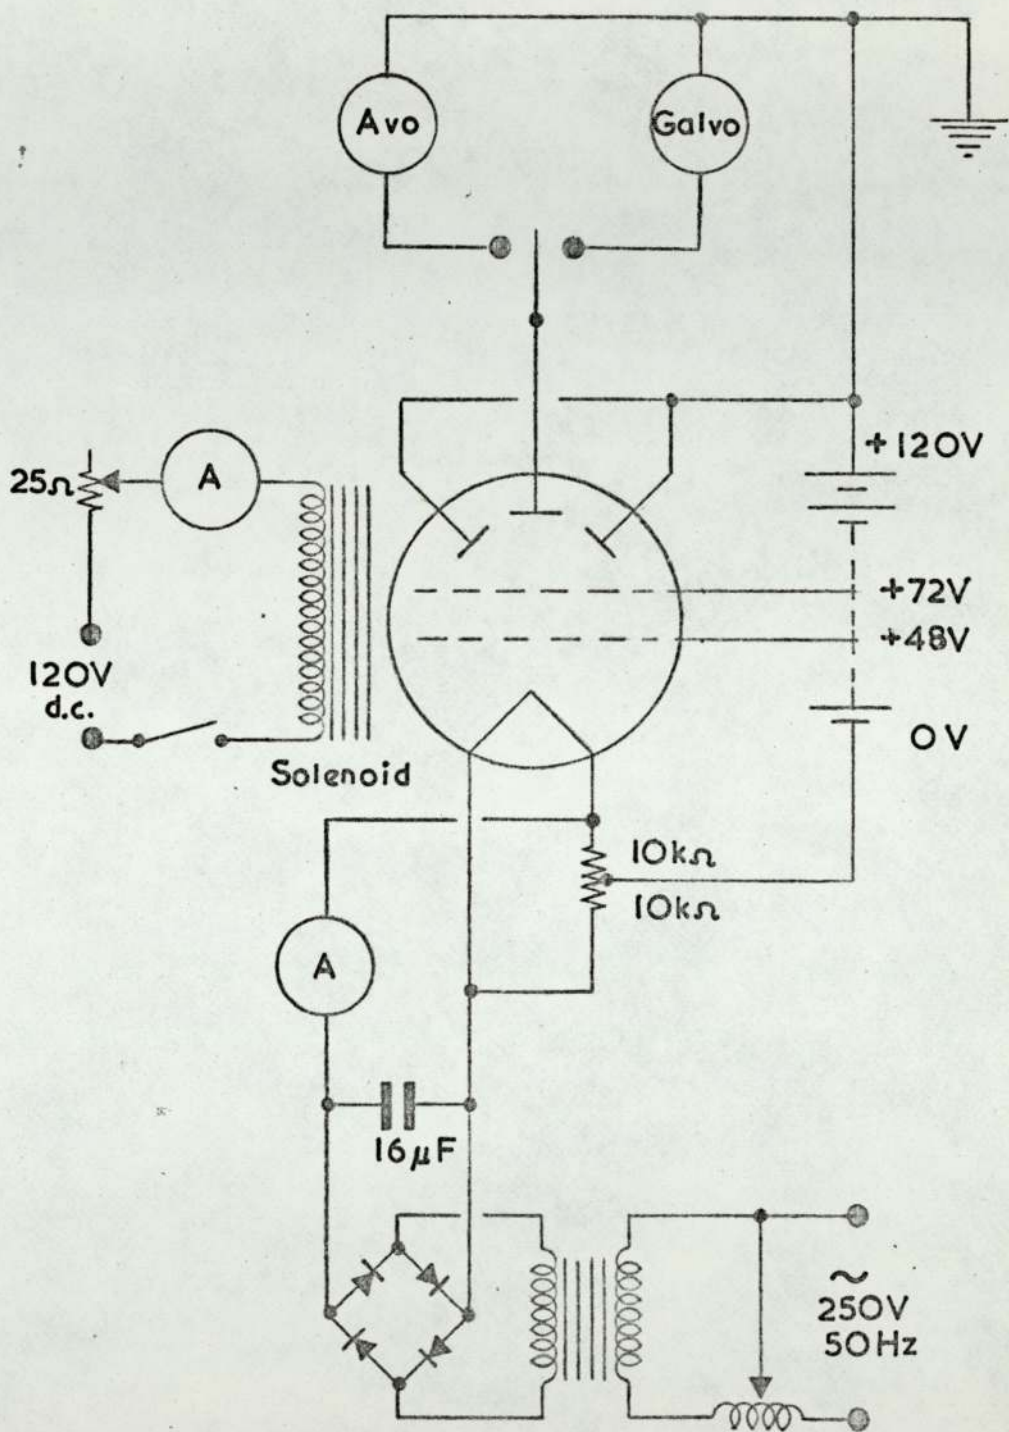 Avo
Galvo
+120V
25Ω
A
+72V
+48V
120V
d.c.
0V
Solenoid
10kΩ
10kΩ
A
16μF
~
250V
50Hz